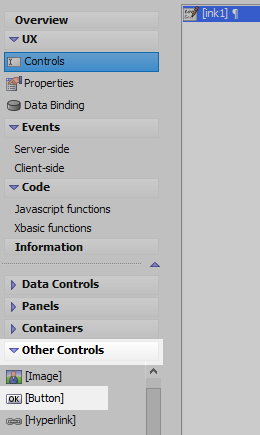 Overview
UX
Controls
Properties
Data Binding
Events
Server-side
Client-side
Code
Javascript functions
Xbasic functions
Information
Data Controls
Panels
Containers
Other Controls
[Image]
OK [Button]
[Hyperlink]
[ink1] ¶